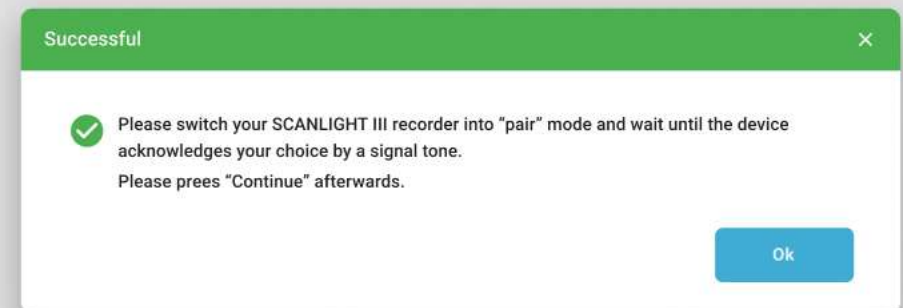 Successful
Please switch your SCANLIGHT III recorder into “pair” mode and wait until the device
acknowledges your choice by a signal tone.
Please prees “Continue” afterwards.
Ok